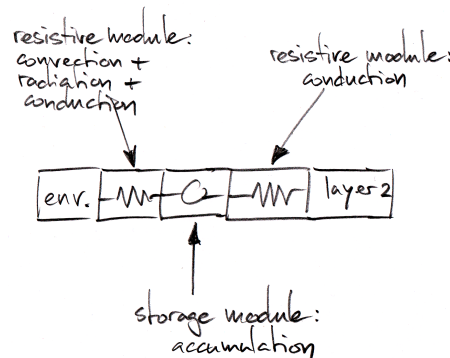 resistive module:
convection +
radiation +
conduction
resistive module:
conduction
env.
C
layer 2
storage module:
accumulation